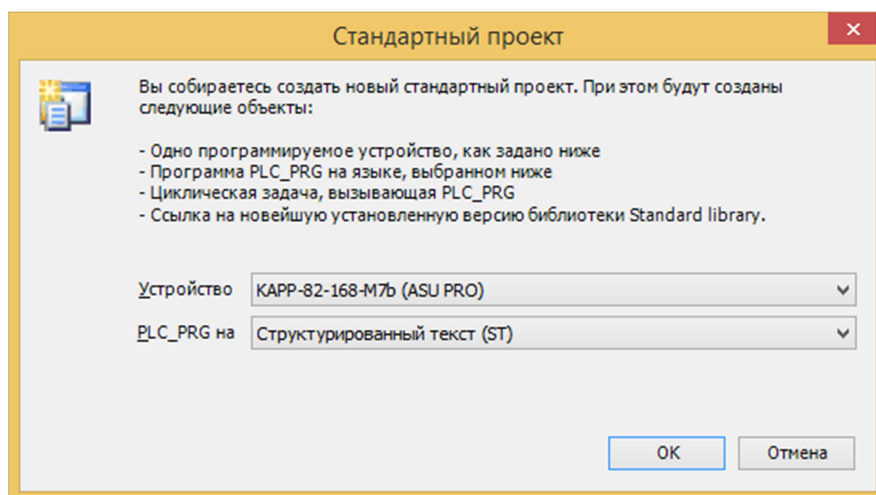 Стандартный проект
Вы собираетесь создать новый стандартный проект. При этом будут созданы
следующие объекты:
- Одно программируемое устройство, как задано ниже
- Программа PLC_PRG на языке, выбранном ниже
- Циклическая задача, вызывающая PLC_PRG
- Ссылка на новейшую установленную версию библиотеки Standard library.
Устройство KAPP-82-168-M7b (ASU PRO)
PLC_PRG на Структурированный текст (ST)
OK Отмена